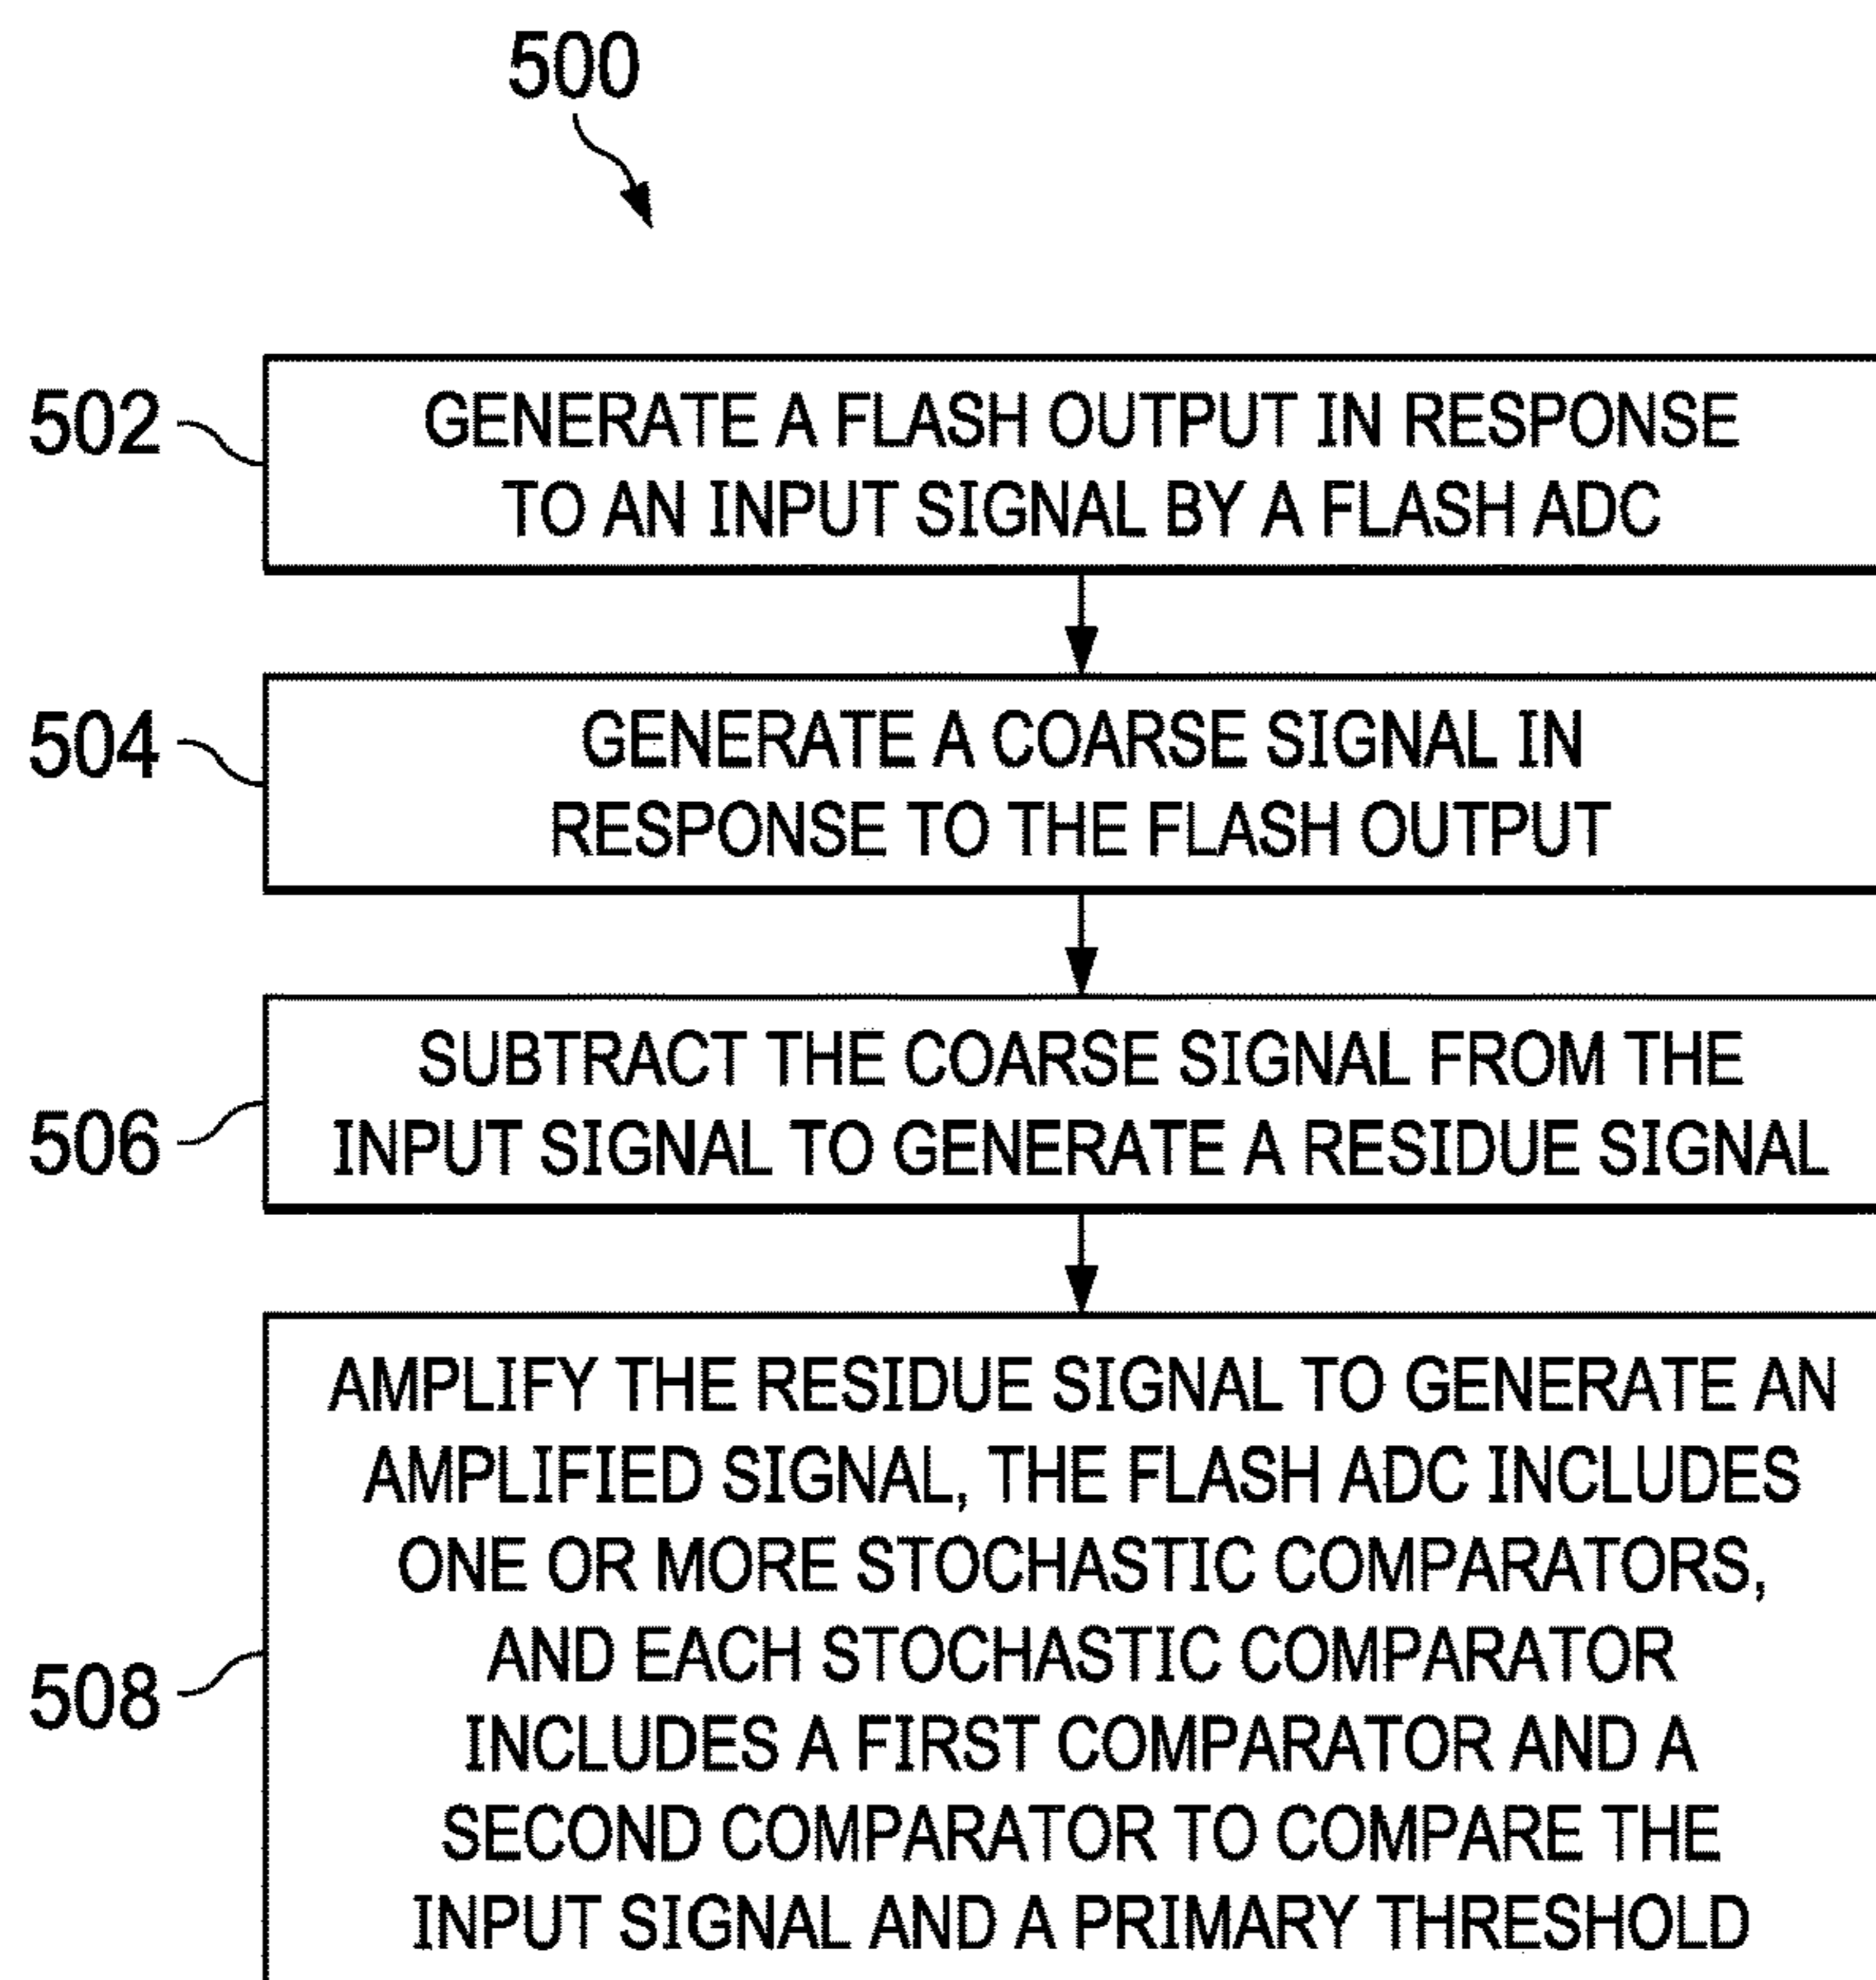 500
502
GENERATE A FLASH OUTPUT IN RESPONSE
TO AN INPUT SIGNAL BY A FLASH ADC
504
GENERATE A COARSE SIGNAL IN
RESPONSE TO THE FLASH OUTPUT
506
SUBTRACT THE COARSE SIGNAL FROM THE
INPUT SIGNAL TO GENERATE A RESIDUE SIGNAL
508
AMPLIFY THE RESIDUE SIGNAL TO GENERATE AN
AMPLIFIED SIGNAL, THE FLASH ADC INCLUDES
ONE OR MORE STOCHASTIC COMPARATORS,
AND EACH STOCHASTIC COMPARATOR
INCLUDES A FIRST COMPARATOR AND A
SECOND COMPARATOR TO COMPARE THE
INPUT SIGNAL AND A PRIMARY THRESHOLD